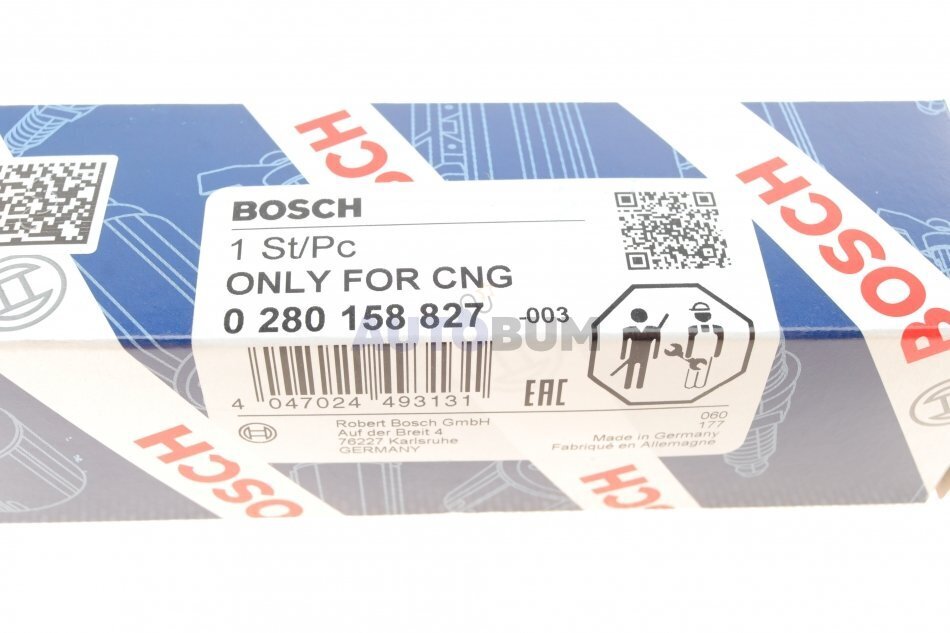 BOSCH
BOSCH
BOSCH
BOSCH
1 St/Pc
ONLY FOR CNG
0 280 158 827 -003
AUTOBUM
4 047024 493131
EAC
Robert Bosch GmbH
Auf der Breit 4
76227 Karlsruhe
GERMANY
060
177
Made in Germany
Fabriqué en Allemagne
BOSCH
BOSCH